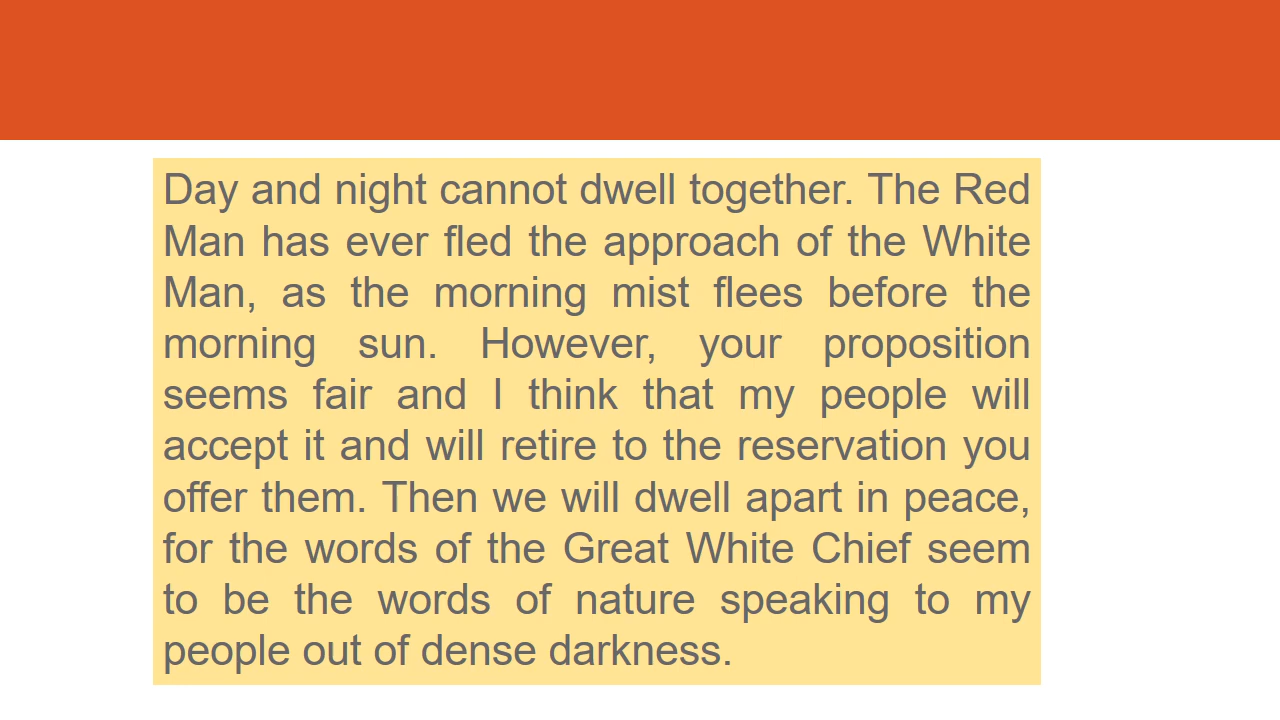 Day and night cannot dwell together. The Red
Man has ever fled the approach of the White
Man, as the morning mist flees before the
morning sun. However, your proposition
seems fair and I think that my people will
accept it and will retire to the reservation you
offer them. Then we will dwell apart in peace,
for the words of the Great White Chief seem
to be the words of nature speaking to my
people out of dense darkness.